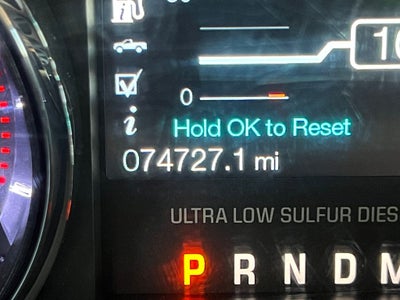 0
Hold OK to Reset
074727.1 mi
ULTRA LOW SULFUR DIES
P R N D M